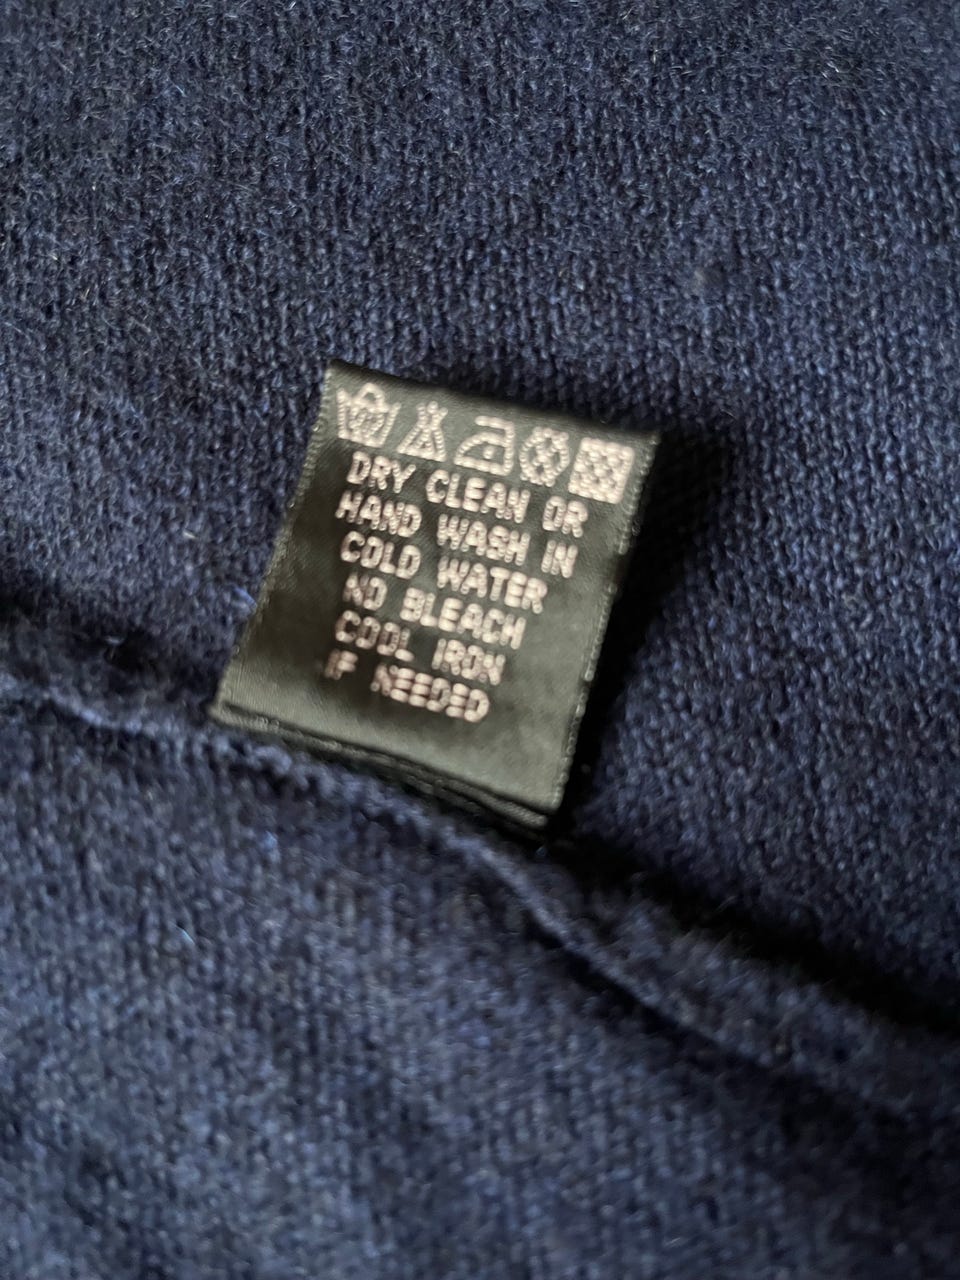 DRY CLEAN OR
HAND WASH IN
COLD WATER
NO BLEACH
COOL IRON
IF NEEDED